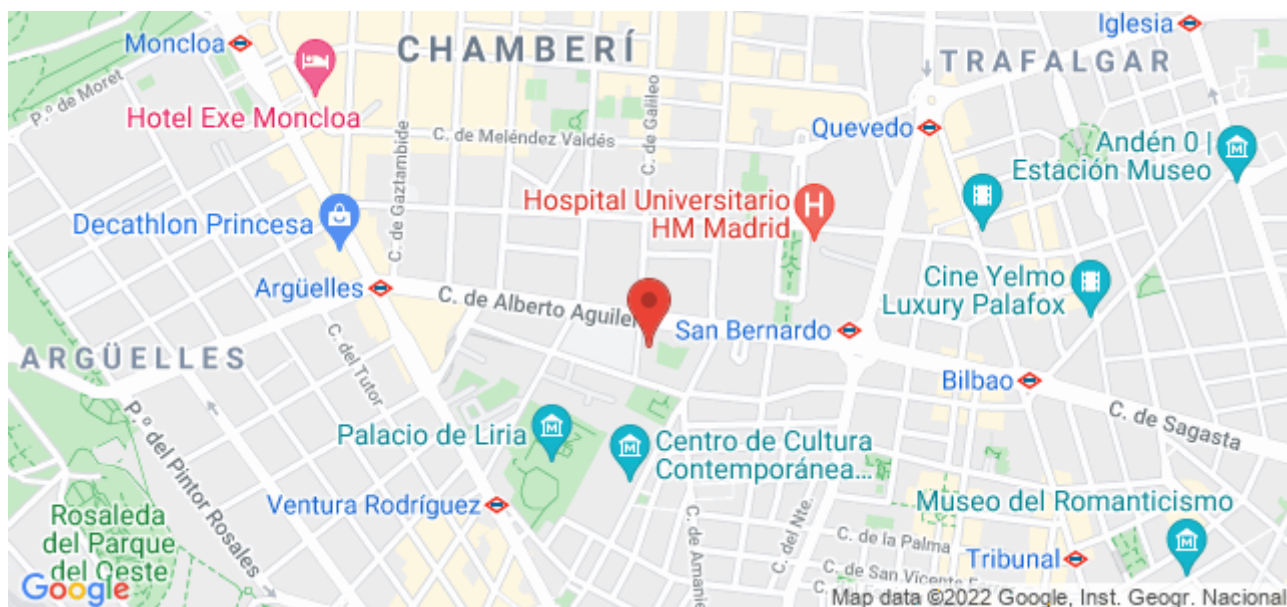 Iglesia
Moncloa
CHAMBERÍ
TRAFALGAR
P.º de Moret
Hotel Exe Moncloa
C. de Meléndez Valdés
C. de Galileo
Quevedo
Andén 0 |
Estación Museo
C. de Gaztambide
Hospital Universitario
HM Madrid
H
Decathlon Princesa
Argüelles
C. de Alberto Aguiler
Cine Yelmo
Luxury Palafox
San Bernardo
ARGÜELLES
C. del Tutor
Bilbao
C. de Sagasta
P.º del Pintor Rosales
Palacio de Liria
M
Centro de Cultura
Contemporánea...
M
Ventura Rodríguez
Museo del Romanticismo
M
M
Rosaleda
del Parque
del Oeste
C. de Amanie
C. del Nte.
C. de la Palma
Tribunal
C. de San Vicente
Google
Map data ©2022 Google, Inst. Geogr. Nacional